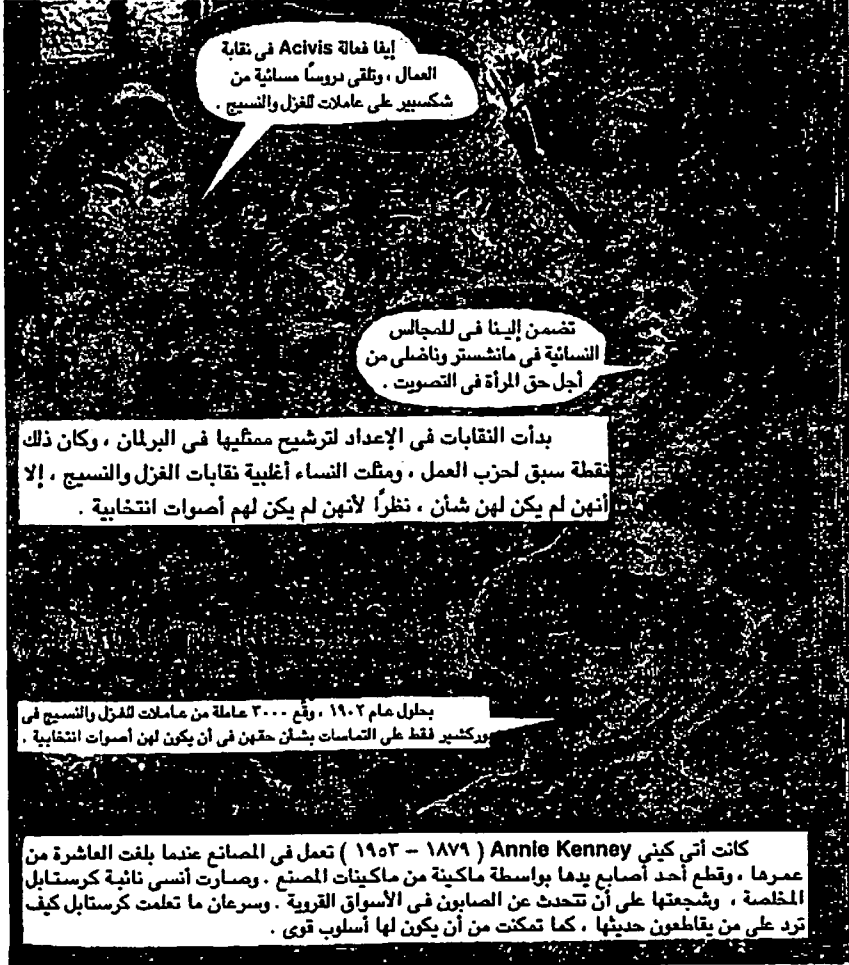 إيفا فعالة Acivis فى نقابة
العمال ، وتلقى دروسًا مسائية من
شكسبير على عاملات للغزل والنسيج .
تضمن إلينا فى للمجالس
النسائية فى مانشستر وناضلى من
أجل حق المرأة فى التصويت .
بدأت النقابات فى الإعداد لترشيح ممثليها فى البرلمان ، وكان ذلك
نقطة سبق لحزب العمل ، ومثلت النساء أغلبية نقابات الغزل والنسيج ، إلا
أنهن لم يكن لهن شأن ، نظرًا لأنهن لم يكن لهم أصوات انتخابية .
بحلول عام ١٩٠٢ ، وقّع ٣٠٠٠ عاملة من عاملات للغزل والنسيج فى
يوركشير فقط على التماسات بشأن حقهن فى أن يكون لهن أصوات انتخابية .
كانت أتى كينى Annie Kenney ( ١٨٧٩ – ١٩٥٣ ) تعمل فى المصانع عندما بلغت العاشرة من
عمرها ، وقطع أحد أصابع يدها بواسطة ماكينة من ماكينات المصنع . وصارت أنسى نائبة كرستابل
المخلصة ، وشجعتها على أن تتحدث عن الصابون فى الأسواق القروية . وسرعان ما تعلمت كرستابل كيف
ترد على من يقاطعون حديثها ، كما تمكنت من أن يكون لها أسلوب قوى .